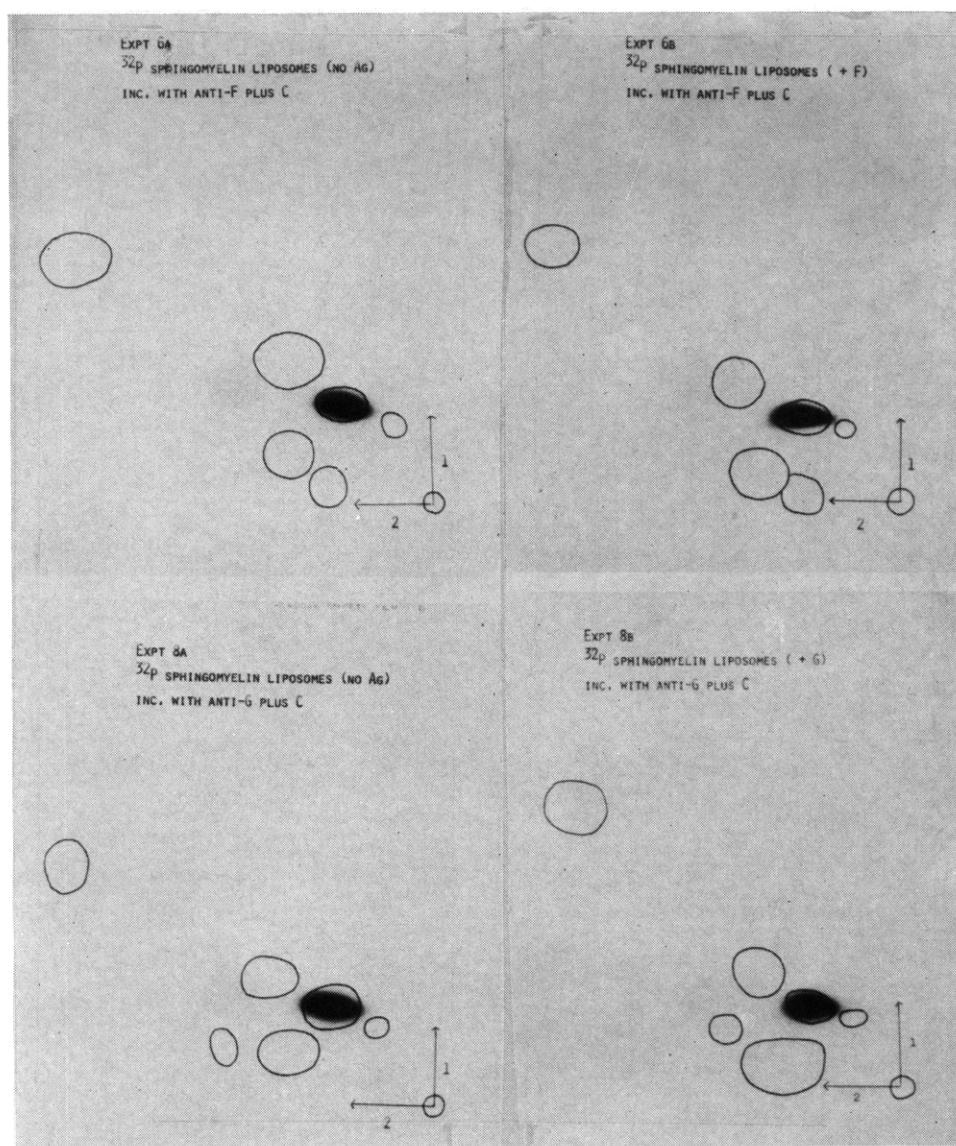 EXPT 6A
32P SPHINGOMYELIN LIPOSOMES (NO AG)
INC. WITH ANTI-F PLUS C
EXPT 6B
32P SPHINGOMYELIN LIPOSOMES ( + F)
INC. WITH ANTI-F PLUS C
1
2
1
2
EXPT 8A
32P SPHINGOMYELIN LIPOSOMES (NO AG)
INC. WITH ANTI-G PLUS C
EXPT 8B
32P SPHINGOMYELIN LIPOSOMES ( + G)
INC. WITH ANTI-G PLUS C
1
2
1
2